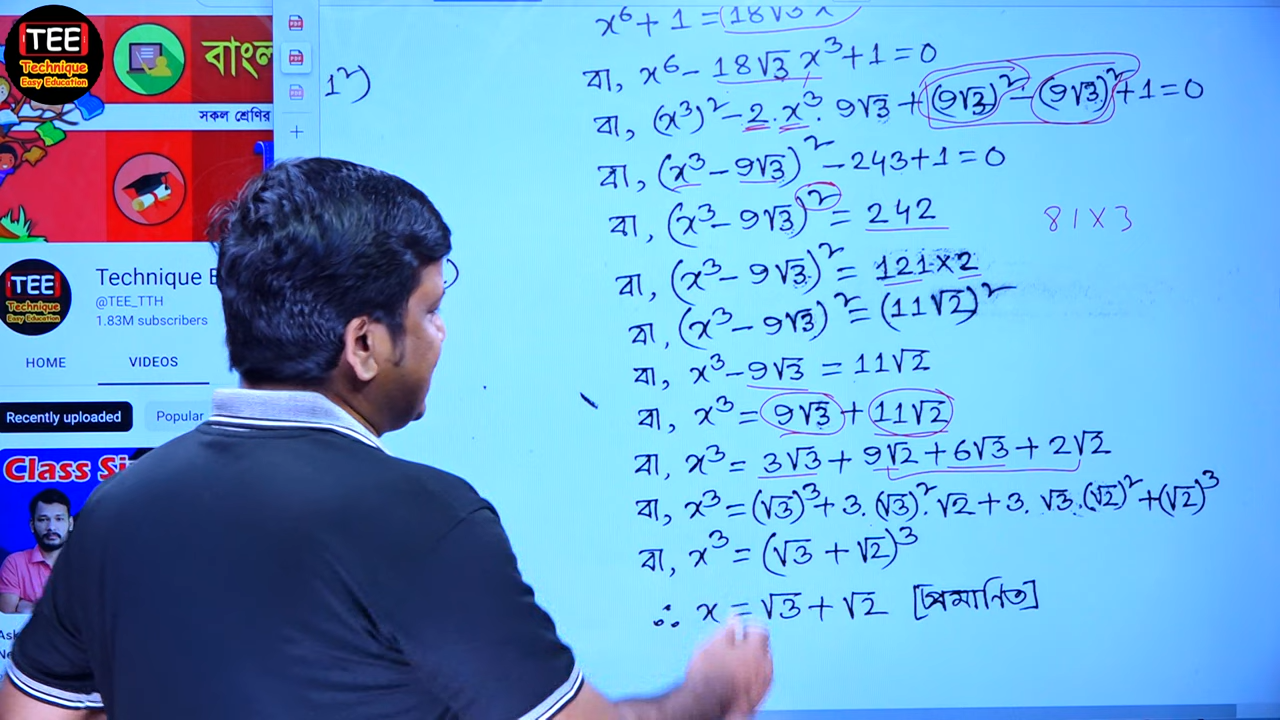 TEE
Technique
Easy Education
বাংল
সকল শ্রেণির
TEE
Technique
Easy Education
Technique E
@TEE_TTH
1.83M subscribers
HOME VIDEOS
Recently uploaded Popular
Class Si
1²)
)
x⁶ + 1 = 18√3 x
বা, x⁶ - 18√3 x³ + 1 = 0
বা, (x³)² - 2. x³. 9√3 + (9√3)² - (9√3)² + 1 = 0
বা, (x³ - 9√3)² - 243 + 1 = 0
বা, (x³ - 9√3)² = 242
81 × 3
বা, (x³ - 9√3)² = 121 × 2
বা, (x³ - 9√3)² = (11√2)²
বা, x³ - 9√3 = 11√2
বা, x³ = 9√3 + 11√2
বা, x³ = 3√3 + 9√2 + 6√3 + 2√2
বা, x³ = (√3)³ + 3. (√3)². √2 + 3. √3. (√2)² + (√2)³
বা, x³ = (√3 + √2)³
∴ x = √3 + √2 [প্রমানিত]